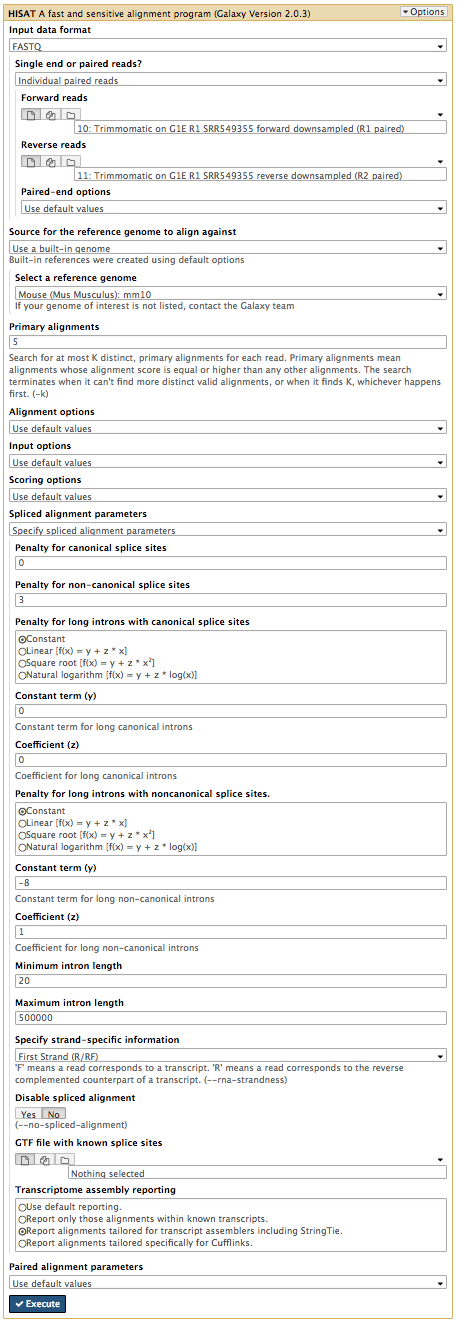 HISAT A fast and sensitive alignment program (Galaxy Version 2.0.3)
Options
Input data format
FASTQ
Single end or paired reads?
Individual paired reads
Forward reads
10: Trimmomatic on G1E R1 SRR549355 forward downsampled (R1 paired)
Reverse reads
11: Trimmomatic on G1E R1 SRR549355 reverse downsampled (R2 paired)
Paired-end options
Use default values
Source for the reference genome to align against
Use a built-in genome
Built-in references were created using default options
Select a reference genome
Mouse (Mus Musculus): mm10
If your genome of interest is not listed, contact the Galaxy team
Primary alignments
5
Search for at most K distinct, primary alignments for each read. Primary alignments mean
alignments whose alignment score is equal or higher than any other alignments. The search
terminates when it can't find more distinct valid alignments, or when it finds K, whichever happens
first. (-k)
Alignment options
Use default values
Input options
Use default values
Scoring options
Use default values
Spliced alignment parameters
Specify spliced alignment parameters
Penalty for canonical splice sites
0
Penalty for non-canonical splice sites
3
Penalty for long introns with canonical splice sites
Constant
Linear [f(x) = y + z * x]
Square root [f(x) = y + z * x²]
Natural logarithm [f(x) = y + z * log(x)]
Constant term (y)
0
Constant term for long canonical introns
Coefficient (z)
0
Coefficient for long canonical introns
Penalty for long introns with noncanonical splice sites.
Constant
Linear [f(x) = y + z * x]
Square root [f(x) = y + z * x²]
Natural logarithm [f(x) = y + z * log(x)]
Constant term (y)
-8
Constant term for long non-canonical introns
Coefficient (z)
1
Coefficient for long non-canonical introns
Minimum intron length
20
Maximum intron length
500000
Specify strand-specific information
First Strand (R/RF)
'F' means a read corresponds to a transcript. 'R' means a read corresponds to the reverse
complemented counterpart of a transcript. (--rna-strandness)
Disable spliced alignment
Yes No
(--no-spliced-alignment)
GTF file with known splice sites
Nothing selected
Transcriptome assembly reporting
Use default reporting.
Report only those alignments within known transcripts.
Report alignments tailored for transcript assemblers including StringTie.
Report alignments tailored specifically for Cufflinks.
Paired alignment parameters
Use default values
Execute